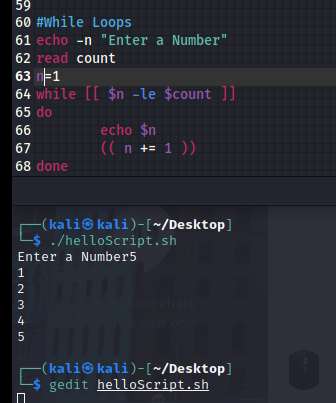 59
60 #While Loops
61 echo -n "Enter a Number"
62 read count
63 n=1
64 while [[ $n -le $count ]]
65 do
66 echo $n
67 (( n += 1 ))
68 done
┌──(kali㉿kali)-[~/Desktop]
└─$ ./helloScript.sh
Enter a Number5
1
2
3
4
5
┌──(kali㉿kali)-[~/Desktop]
└─$ gedit helloScript.sh